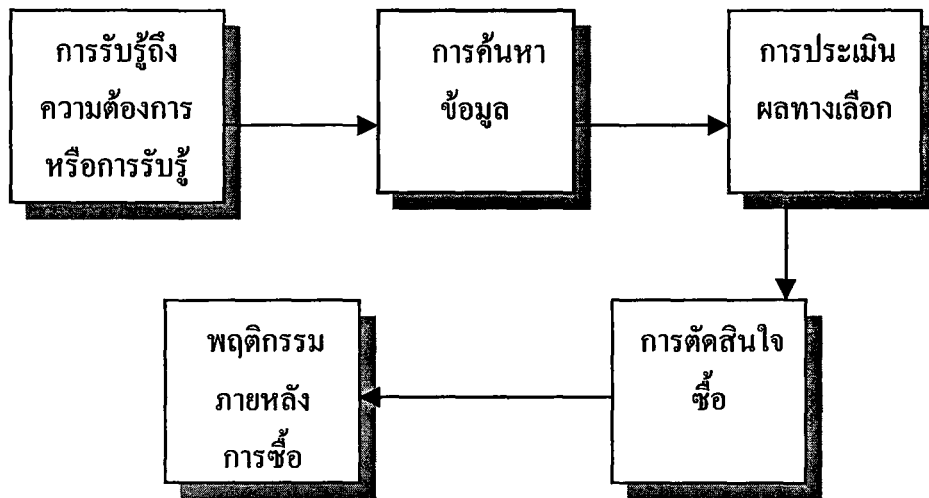 การรับรู้ถึง
ความต้องการ
หรือการรับรู้
การค้นหา
ข้อมูล
การประเมิน
ผลทางเลือก
การตัดสินใจ
ซื้อ
พฤติกรรม
ภายหลัง
การซื้อ